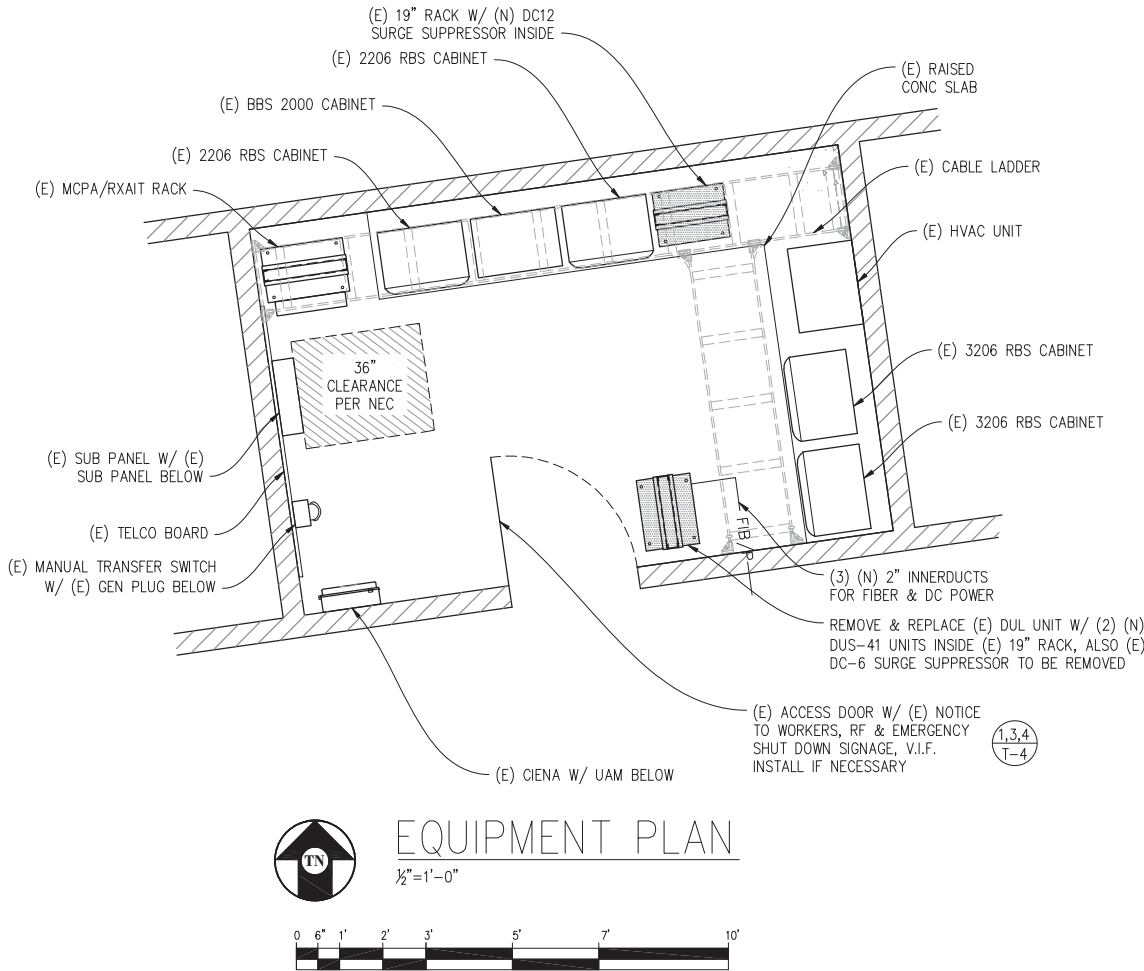 (E) 19" RACK W/ (N) DC12
SURGE SUPPRESSOR INSIDE
(E) 2206 RBS CABINET
(E) BBS 2000 CABINET
(E) 2206 RBS CABINET
(E) MCPA/RXAIT RACK
(E) RAISED
CONC SLAB
(E) CABLE LADDER
(E) HVAC UNIT
(E) 3206 RBS CABINET
(E) 3206 RBS CABINET
36"
CLEARANCE
PER NEC
(E) SUB PANEL W/ (E)
SUB PANEL BELOW
(E) TELCO BOARD
(E) MANUAL TRANSFER SWITCH
W/ (E) GEN PLUG BELOW
(3) (N) 2" INNERDUCTS
FOR FIBER & DC POWER
REMOVE & REPLACE (E) DUL UNIT W/ (2) (N)
DUS-41 UNITS INSIDE (E) 19" RACK, ALSO (E)
DC-6 SURGE SUPPRESSOR TO BE REMOVED
(E) ACCESS DOOR W/ (E) NOTICE
TO WORKERS, RF & EMERGENCY
SHUT DOWN SIGNAGE, V.I.F.
INSTALL IF NECESSARY
1,3,4
T-4
(E) CIENA W/ UAM BELOW
TN
EQUIPMENT PLAN
½"=1'-0"
0 6" 1' 2' 3' 5' 7' 10'